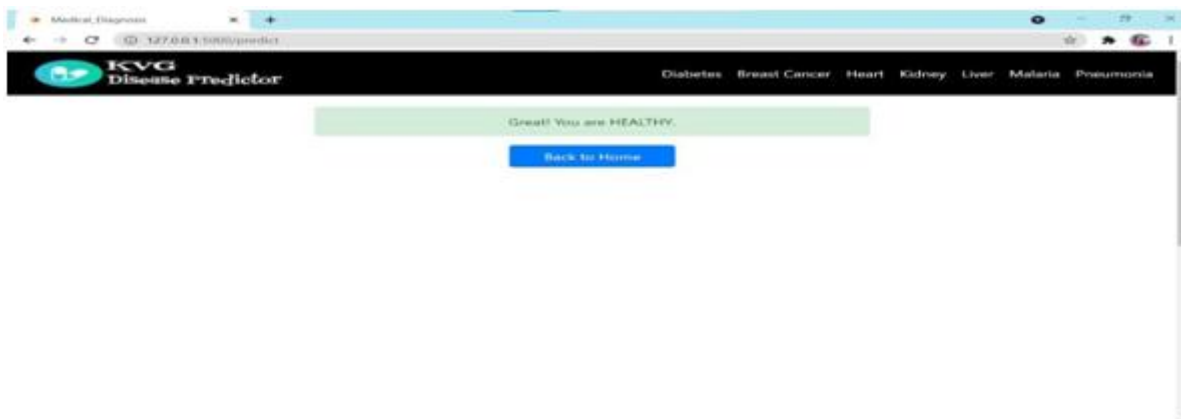 Medical_Diagnosis
127.0.0.1:5000/predict
KVG
Disease Predictor
Diabetes Breast Cancer Heart Kidney Liver Malaria Pneumonia
Great! You are HEALTHY.
Back to Home